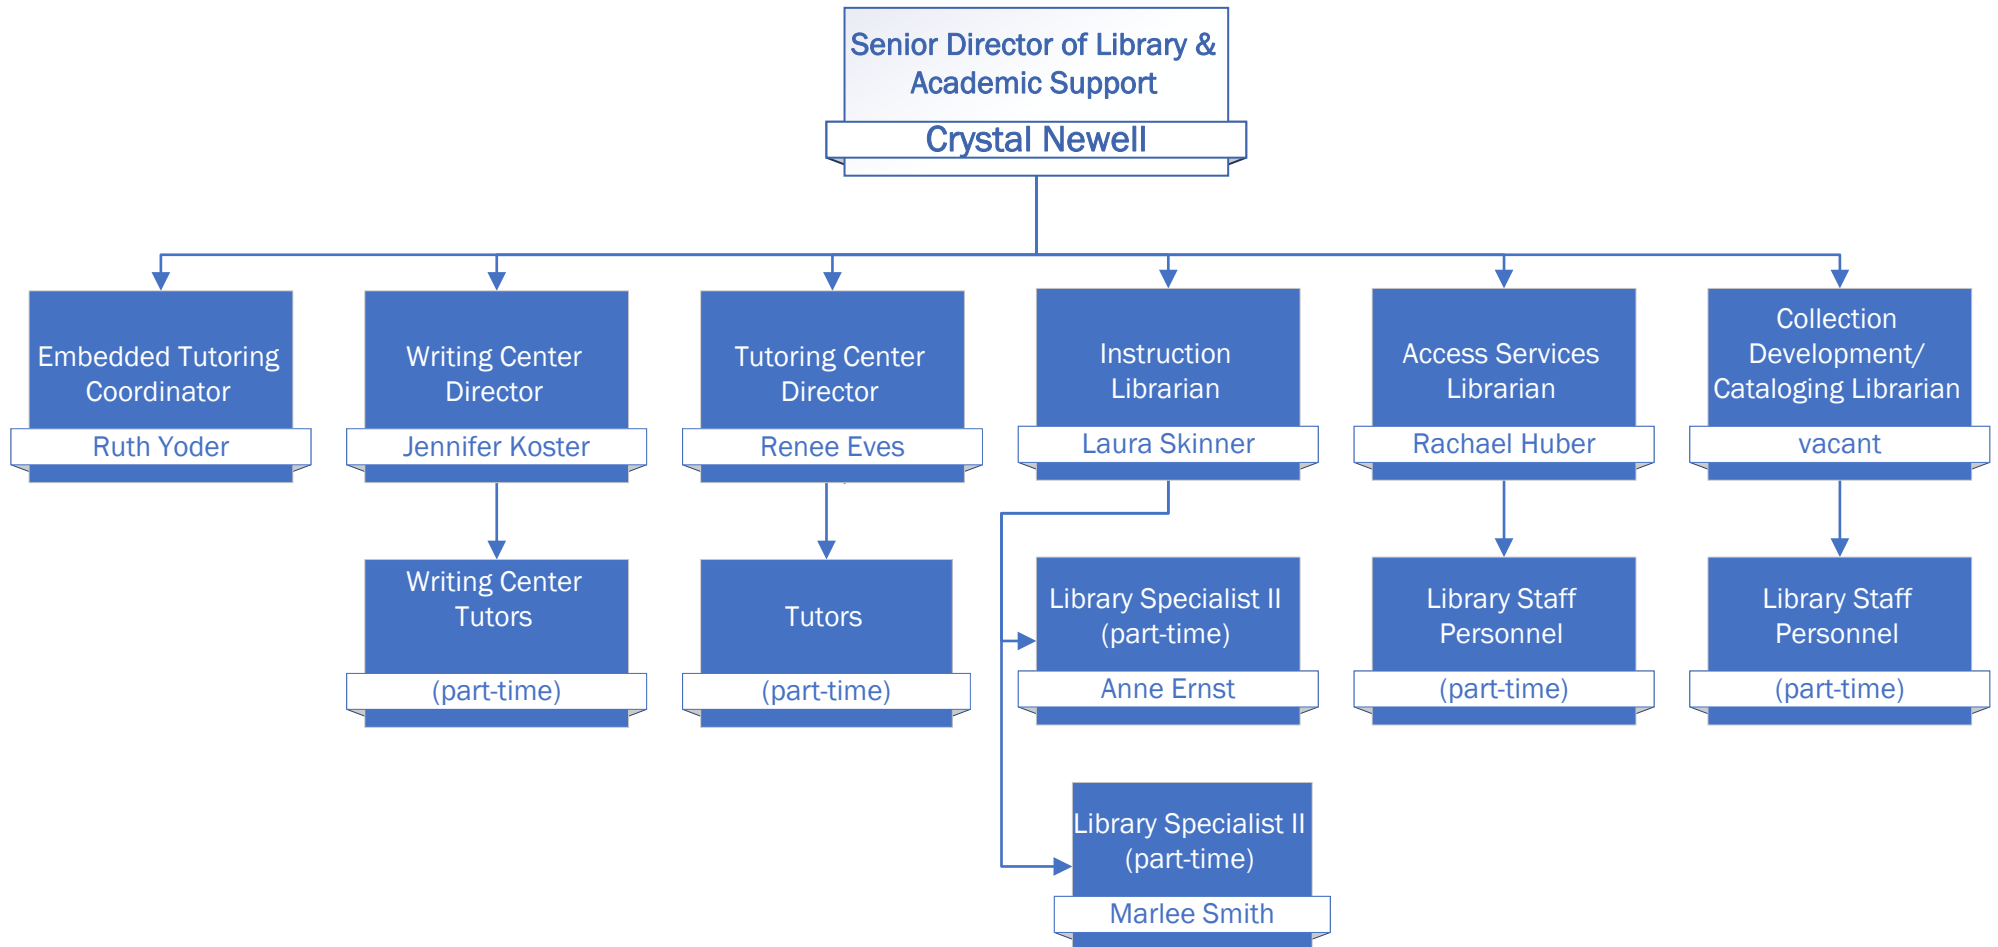 Senior Director of Library &
Academic Support
Crystal Newell
Embedded Tutoring
Coordinator
Ruth Yoder
Writing Center
Director
Jennifer Koster
Tutoring Center
Director
Renee Eves
Instruction
Librarian
Laura Skinner
Access Services
Librarian
Rachael Huber
Collection
Development/
Cataloging Librarian
vacant
Writing Center
Tutors
(part-time)
Tutors
(part-time)
Library Specialist II
(part-time)
Anne Ernst
Library Staff
Personnel
(part-time)
Library Staff
Personnel
(part-time)
Library Specialist II
(part-time)
Marlee Smith